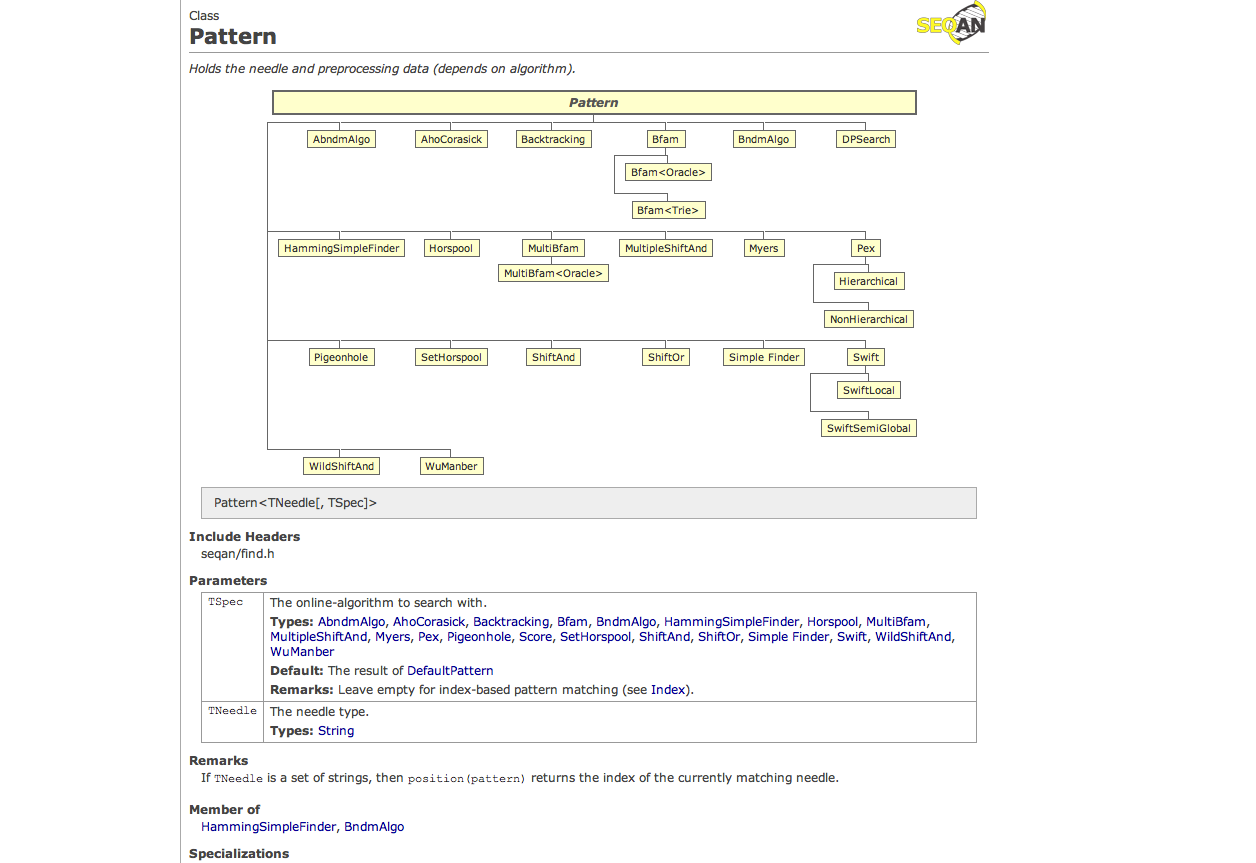 Class
SEQAN
Pattern
Holds the needle and preprocessing data (depends on algorithm).
Pattern
AbndmAlgo AhoCorasick Backtracking Bfam BndmAlgo DPSearch
Bfam<Oracle>
Bfam<Trie>
HammingSimpleFinder Horspool MultiBfam MultipleShiftAnd Myers Pex
MultiBfam<Oracle>
Hierarchical
NonHierarchical
Pigeonhole SetHorspool ShiftAnd ShiftOr Simple Finder Swift
SwiftLocal
SwiftSemiGlobal
WildShiftAnd WuManber
Pattern<TNeedle[, TSpec]>
Include Headers
seqan/find.h
Parameters
TSpec The online-algorithm to search with.
Types: AbndmAlgo, AhoCorasick, Backtracking, Bfam, BndmAlgo, HammingSimpleFinder, Horspool, MultiBfam,
MultipleShiftAnd, Myers, Pex, Pigeonhole, Score, SetHorspool, ShiftAnd, ShiftOr, Simple Finder, Swift, WildShiftAnd,
WuManber
Default: The result of DefaultPattern
Remarks: Leave empty for index-based pattern matching (see Index).
TNeedle The needle type.
Types: String
Remarks
If TNeedle is a set of strings, then position(pattern) returns the index of the currently matching needle.
Member of
HammingSimpleFinder, BndmAlgo
Specializations